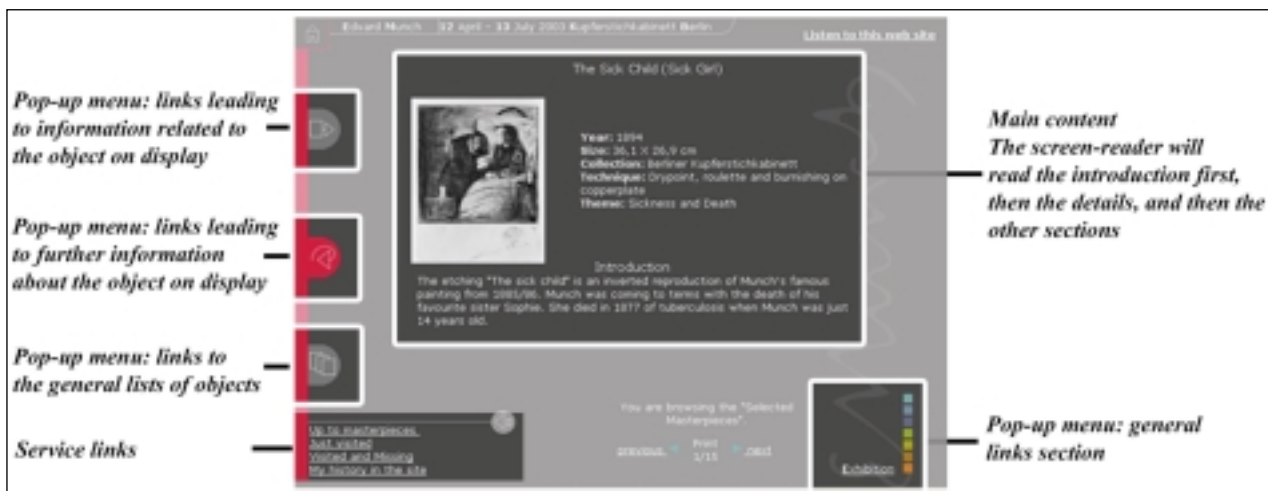 Edvard Munch 12 April - 13 July 2003 Kupferstichkabinett Berlin
Listen to this web site
The Sick Child (Sick Girl)
Pop-up menu: links leading
to information related to
the object on display
Year: 1894
Size: 36,1 X 26,9 cm
Collection: Berliner Kupferstichkabinett
Technique: Drypoint, roulette and burnishing on
copperplate
Theme: Sickness and Death
Main content
The screen-reader will
read the introduction first,
then the details, and then the
other sections
Pop-up menu: links leading
to further information
about the object on display
Introduction
The etching "The sick child" is an inverted reproduction of Munch's famous
painting from 1885/86. Munch was coming to terms with the death of his
favourite sister Sophie. She died in 1877 of tuberculosis when Munch was just
14 years old.
Pop-up menu: links to
the general lists of objects
Service links
Up to masterpieces
Just visited
Visited and Missing
My history in the site
You are browsing the "Selected
Masterpieces".
previous Print next
1/15
Exhibition
Pop-up menu: general
links section